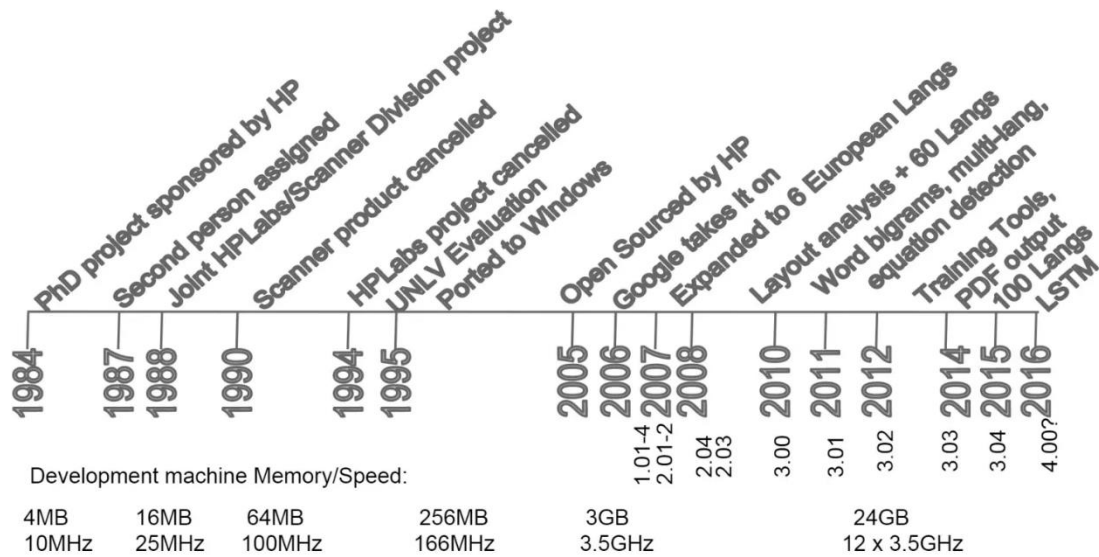 PhD project sponsored by HP
Second person assigned
Joint HPLabs/Scanner Division project
Scanner product cancelled
HPLabs project cancelled
UNLV Evaluation
Ported to Windows
Open Sourced by HP
Google takes it on
Expanded to 6 European Langs
Layout analysis + 60 Langs
Word bigrams, multi-lang,
equation detection
Training Tools,
PDF output
100 Langs
LSTM
1984 1987 1988 1990 1994 1995 2005 2006 2007 2008 2010 2011 2012 2014 2015 2016
1.01-4
2.01-2
2.04
2.03
3.00
3.01
3.02
3.03
3.04
4.00?
Development machine Memory/Speed:
4MB 16MB 64MB 256MB 3GB 24GB
10MHz 25MHz 100MHz 166MHz 3.5GHz 12 x 3.5GHz